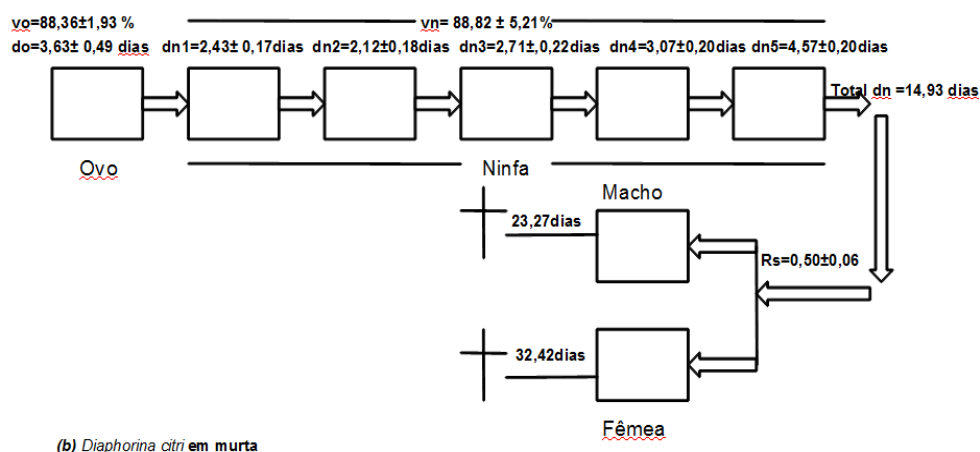 vo=88,36±1,93 %
vn= 88,82 ± 5,21%
do=3,63± 0,49 dias dn1=2,43± 0,17dias dn2=2,12±0,18dias dn3=2,71±,0,22dias dn4=3,07±0,20dias dn5=4,57±0,20dias
Total dn =14,93 dias
Ovo
Ninfa
Macho
23,27dias
Rs=0,50±0,06
32,42dias
Fêmea
(b) Diaphorina citri em murta